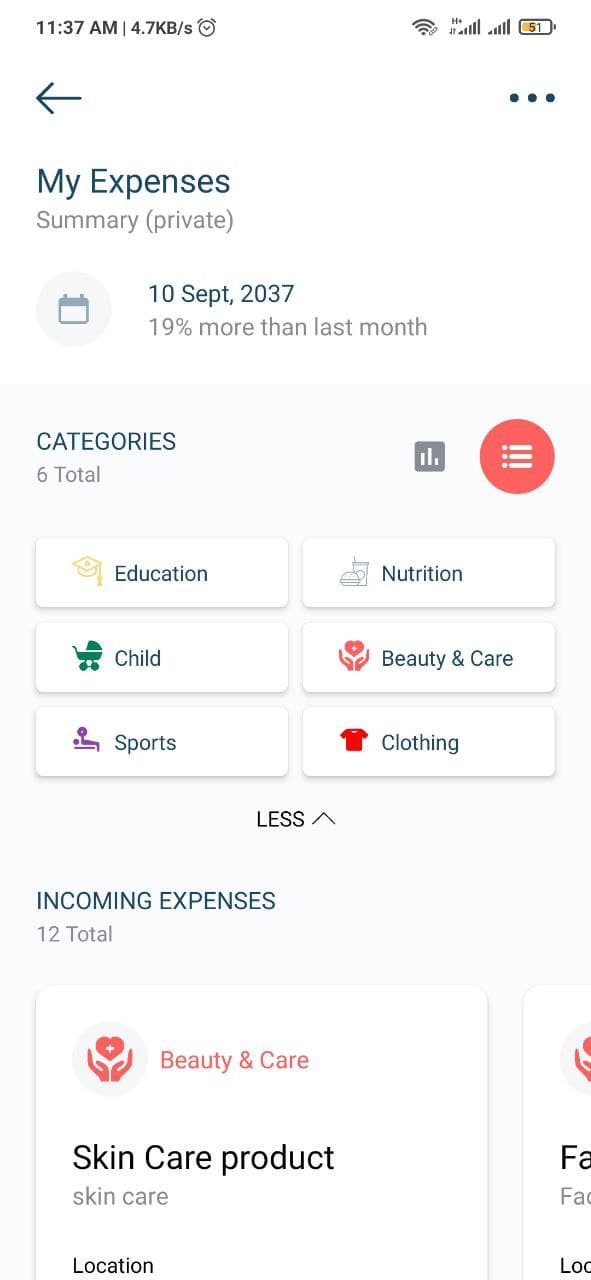 11:37 AM | 4.7KB/s
H+
51
My Expenses
Summary (private)
10 Sept, 2037
19% more than last month
CATEGORIES
6 Total
Education
Nutrition
Child
Beauty & Care
Sports
Clothing
LESS
INCOMING EXPENSES
12 Total
Beauty & Care
Skin Care product
Fa
skin care
Fac
Location
Loc